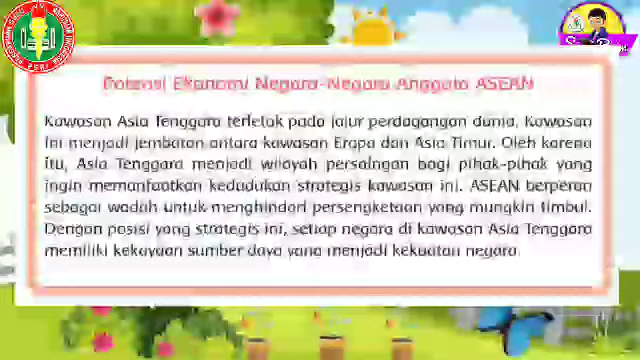 Potensi Ekonomi Negara-Negara Anggota ASEAN
Kawasan Asia Tenggara terletak pada jalur perdagangan dunia. Kawasan
ini menjadi jembatan antara kawasan Eropa dan Asia Timur. Oleh karena
itu, Asia Tenggara menjadi wilayah persaingan bagi pihak-pihak yang
ingin memanfaatkan kedudukan strategis kawasan ini. ASEAN berperan
sebagai wadah untuk menghindari persengketaan yang mungkin timbul.
Dengan posisi yang strategis ini, setiap negara di kawasan Asia Tenggara
memiliki kekayaan sumber daya yang menjadi kekuatan negara.